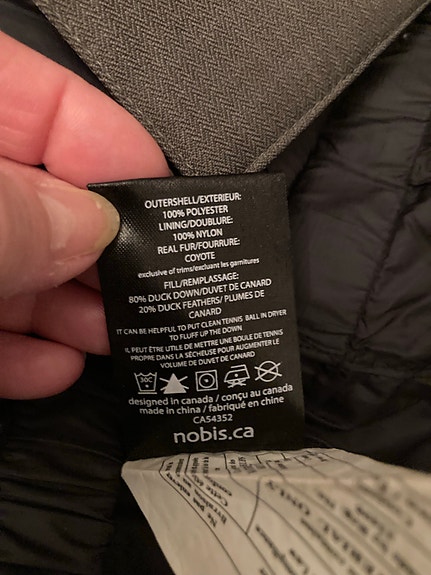 OUTERSHELL/EXTERIEUR:
100% POLYESTER
LINING/DOUBLURE:
100% NYLON
REAL FUR/FOURRURE:
COYOTE
exclusive of trims/excluant les garnitures
FILL/REMPLASSAGE:
80% DUCK DOWN/DUVET DE CANARD
20% DUCK FEATHERS/ PLUMES DE
CANARD
IT CAN BE HELPFUL TO PUT CLEAN TENNIS BALL IN DRYER
TO FLUFF UP THE DOWN
IL PEUT ÊTRE UTILE DE METTRE UNE BOULE DE TENNIS
PROPRE DANS LA SÉCHEUSE POUR AUGMENTER LE
VOLUME DE DUVET DE CANARD
30C
designed in canada / conçu au canada
made in china / fabriqué en chine
CA54352
nobis.ca